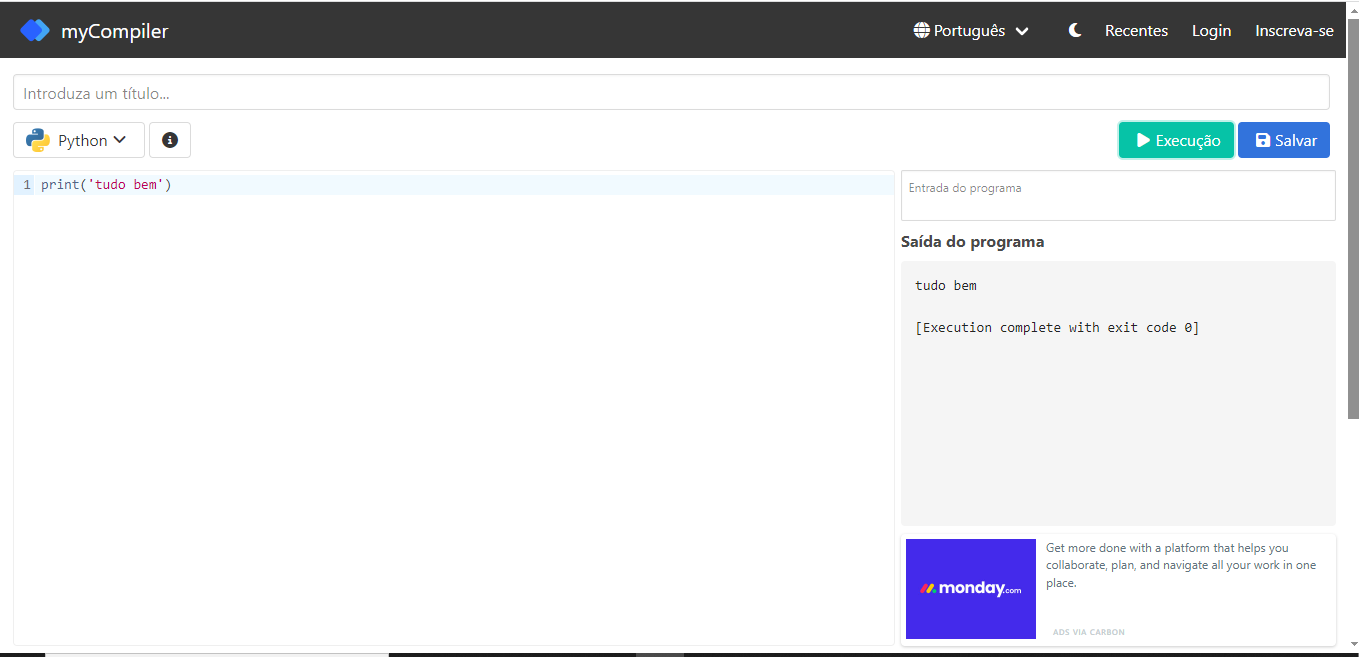 myCompiler
Português
Recentes
Login
Inscreva-se
Introduza um título...
Python
Execução
Salvar
1 print('tudo bem')
Entrada do programa
Saída do programa
tudo bem
[Execution complete with exit code 0]
monday.com
Get more done with a platform that helps you
collaborate, plan, and navigate all your work in one
place.
ADS VIA CARBON